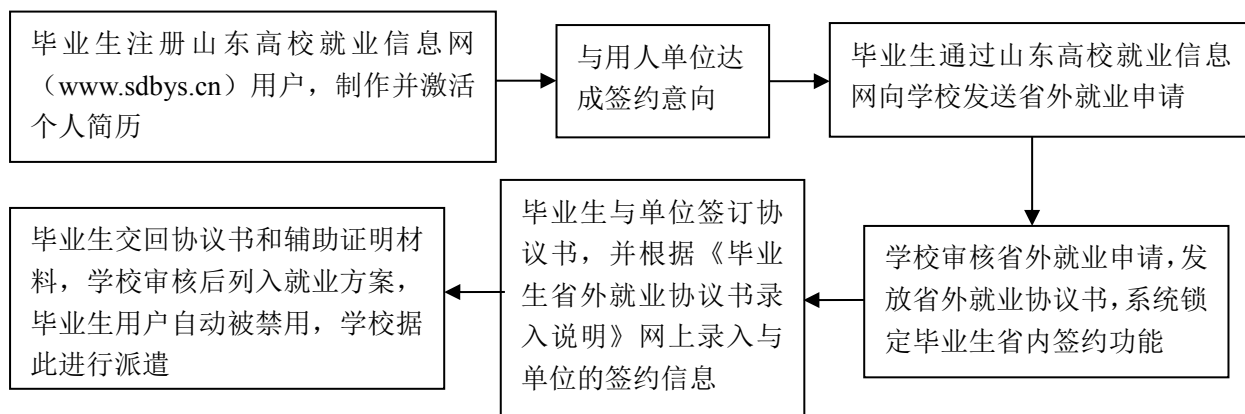 毕业生注册山东高校就业信息网
（www.sdbys.cn）用户，制作并激活
个人简历
与用人单位达
成签约意向
毕业生通过山东高校就业信息
网向学校发送省外就业申请
学校审核省外就业申请，发
放省外就业协议书，系统锁
定毕业生省内签约功能
毕业生与单位签订协
议书，并根据《毕业
生省外就业协议书录
入说明》网上录入与
单位的签约信息
毕业生交回协议书和辅助证明材
料，学校审核后列入就业方案，
毕业生用户自动被禁用，学校据
此进行派遣